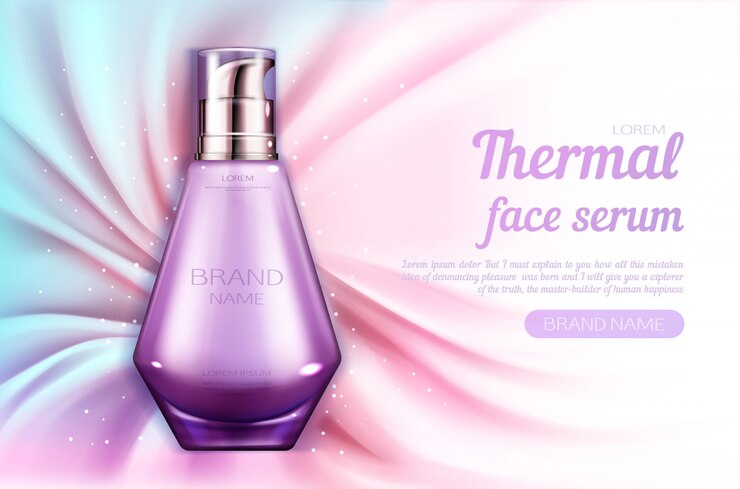 LOREM
BRAND
NAME
LOREM IPSUM
LOREM
Thermal
face serum
Lorem ipsum dolor So I must explain to you how all this mistaken
idea of denouncing pleasure was born and I will give you example
of the truth, the master-builder of human happiness
BRAND NAME